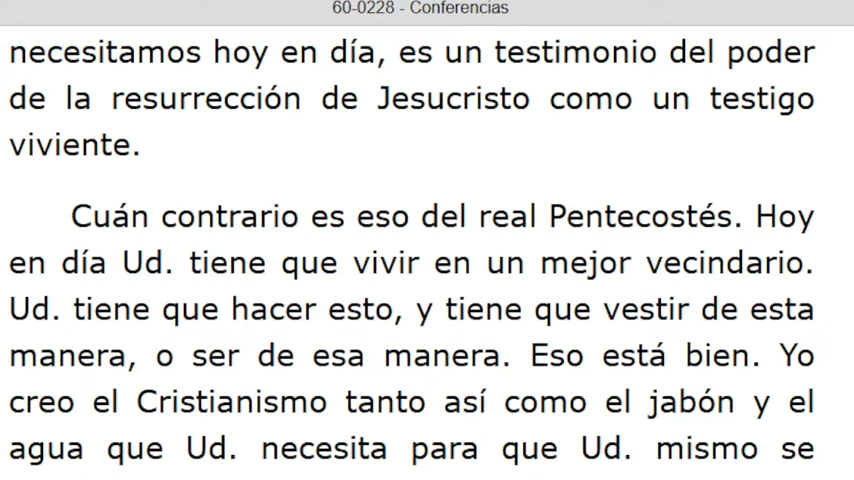 60-0228 - Conferencias
necesitamos hoy en día, es un testimonio del poder
de la resurrección de Jesucristo como un testigo
viviente.
Cuán contrario es eso del real Pentecostés. Hoy
en día Ud. tiene que vivir en un mejor vecindario.
Ud. tiene que hacer esto, y tiene que vestir de esta
manera, o ser de esa manera. Eso está bien. Yo
creo el Cristianismo tanto así como el jabón y el
agua que Ud. necesita para que Ud. mismo se